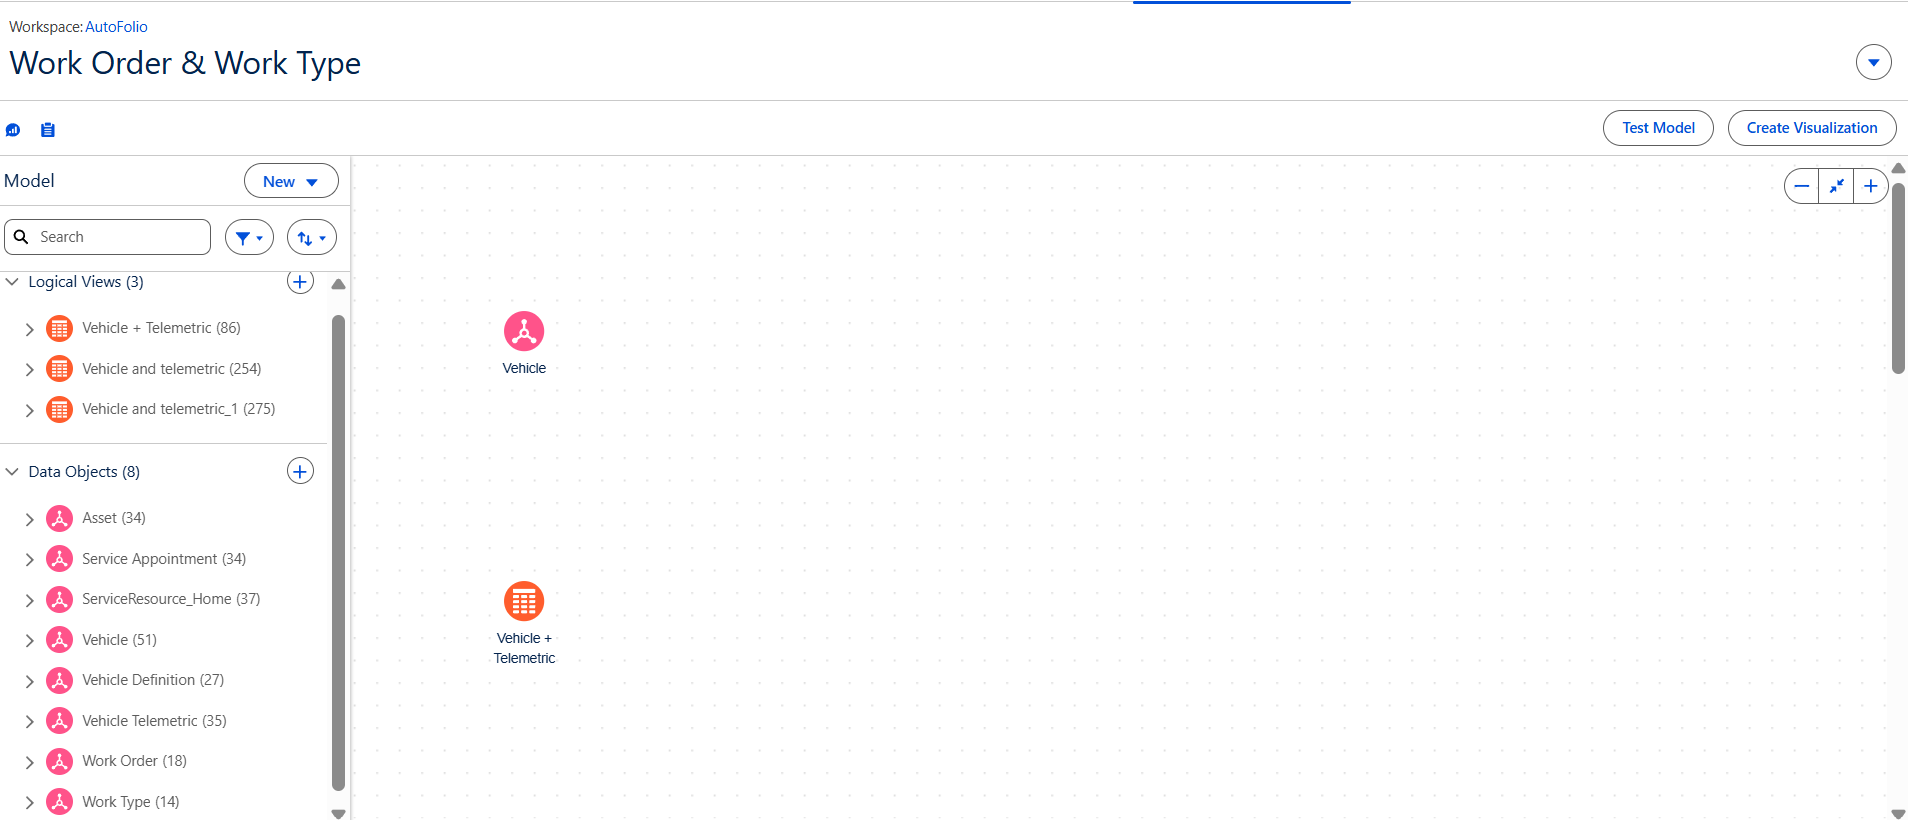 Workspace: AutoFolio
Work Order & Work Type
Test Model
Create Visualization
Model
New
Search
Logical Views (3)
Vehicle + Telemetric (86)
Vehicle and telemetric (254)
Vehicle and telemetric_1 (275)
Data Objects (8)
Asset (34)
Service Appointment (34)
ServiceResource_Home (37)
Vehicle (51)
Vehicle Definition (27)
Vehicle Telemetric (35)
Work Order (18)
Work Type (14)
Vehicle
Vehicle +
Telemetric